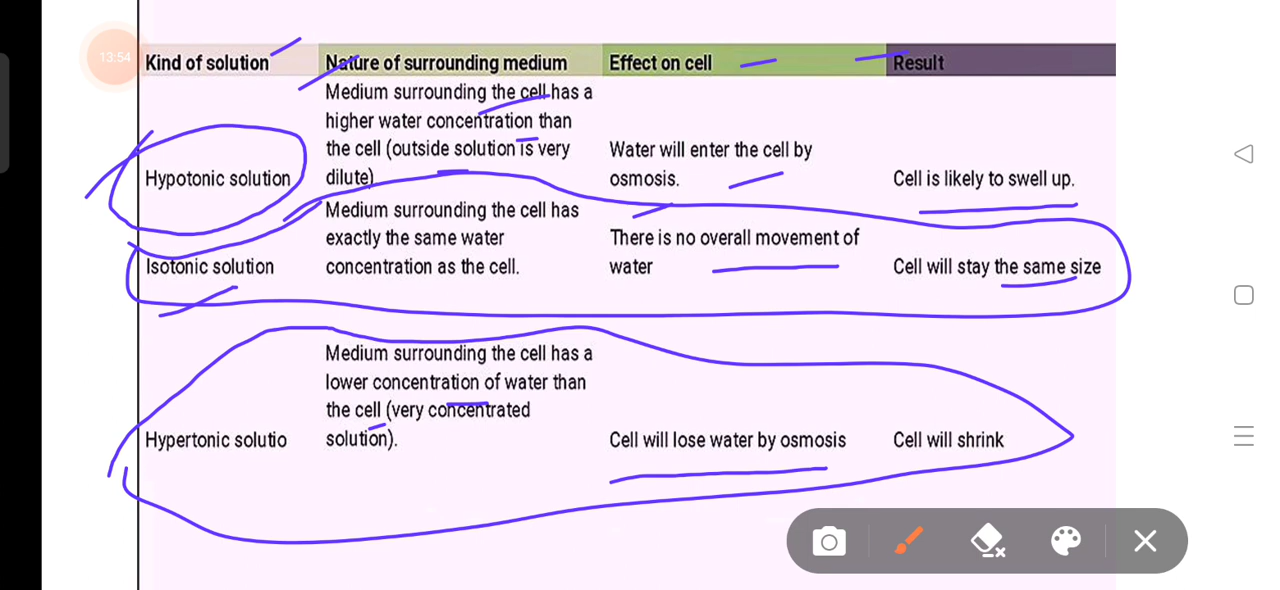 13:54
Kind of solution
Nature of surrounding medium
Effect on cell
Result
Hypotonic solution
Medium surrounding the cell has a
higher water concentration than
the cell (outside solution is very
dilute)
Water will enter the cell by
osmosis.
Cell is likely to swell up.
Isotonic solution
Medium surrounding the cell has
exactly the same water
concentration as the cell.
There is no overall movement of
water
Cell will stay the same size
Hypertonic solutio
Medium surrounding the cell has a
lower concentration of water than
the cell (very concentrated
solution).
Cell will lose water by osmosis
Cell will shrink